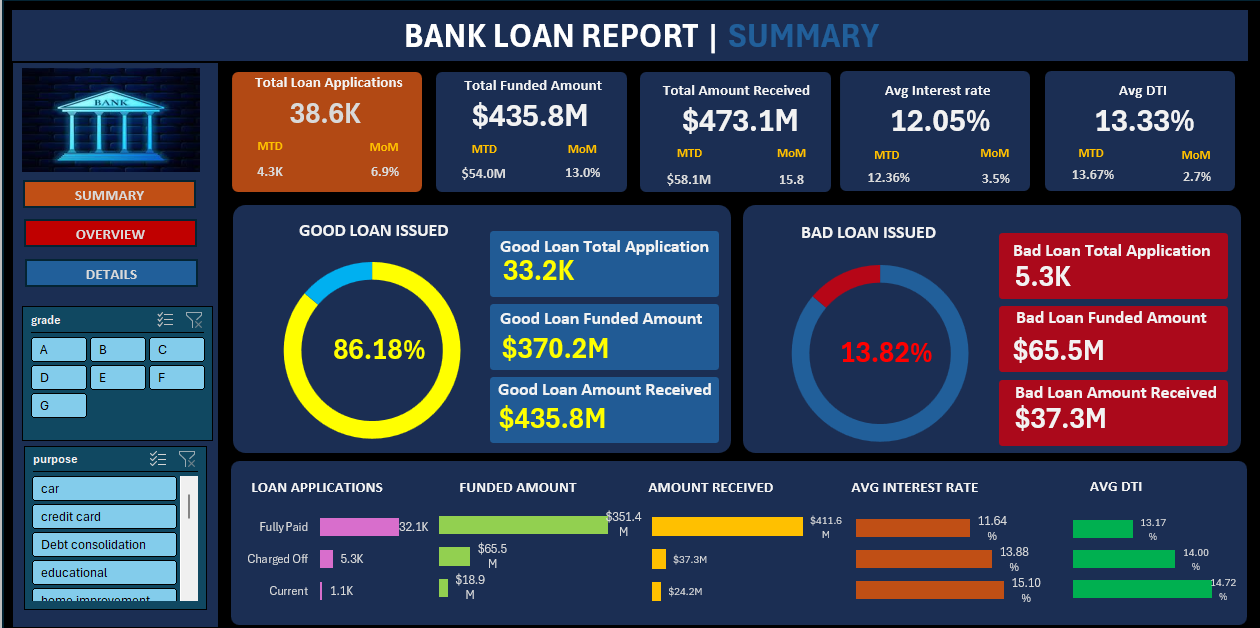 BANK LOAN REPORT | SUMMARY
BANK
SUMMARY
OVERVIEW
DETAILS
grade
A B C
D E F
G
purpose
car
credit card
Debt consolidation
educational
home improvement
Total Loan Applications
38.6K
MTD MoM
4.3K 6.9%
Total Funded Amount
$435.8M
MTD MoM
$54.0M 13.0%
Total Amount Received
$473.1M
MTD MoM
$58.1M 15.8
Avg Interest rate
12.05%
MTD MoM
12.36% 3.5%
Avg DTI
13.33%
MTD MoM
13.67% 2.7%
GOOD LOAN ISSUED
86.18%
Good Loan Total Application
33.2K
Good Loan Funded Amount
$370.2M
Good Loan Amount Received
$435.8M
BAD LOAN ISSUED
13.82%
Bad Loan Total Application
5.3K
Bad Loan Funded Amount
$65.5M
Bad Loan Amount Received
$37.3M
LOAN APPLICATIONS
Fully Paid 32.1K
Charged Off 5.3K
Current 1.1K
FUNDED AMOUNT
$351.4
M
$65.5
M
$18.9
M
AMOUNT RECEIVED
$411.6
M
$37.3M
$24.2M
AVG INTEREST RATE
11.64
%
13.88
%
15.10
%
AVG DTI
13.17
%
14.00
%
14.72
%